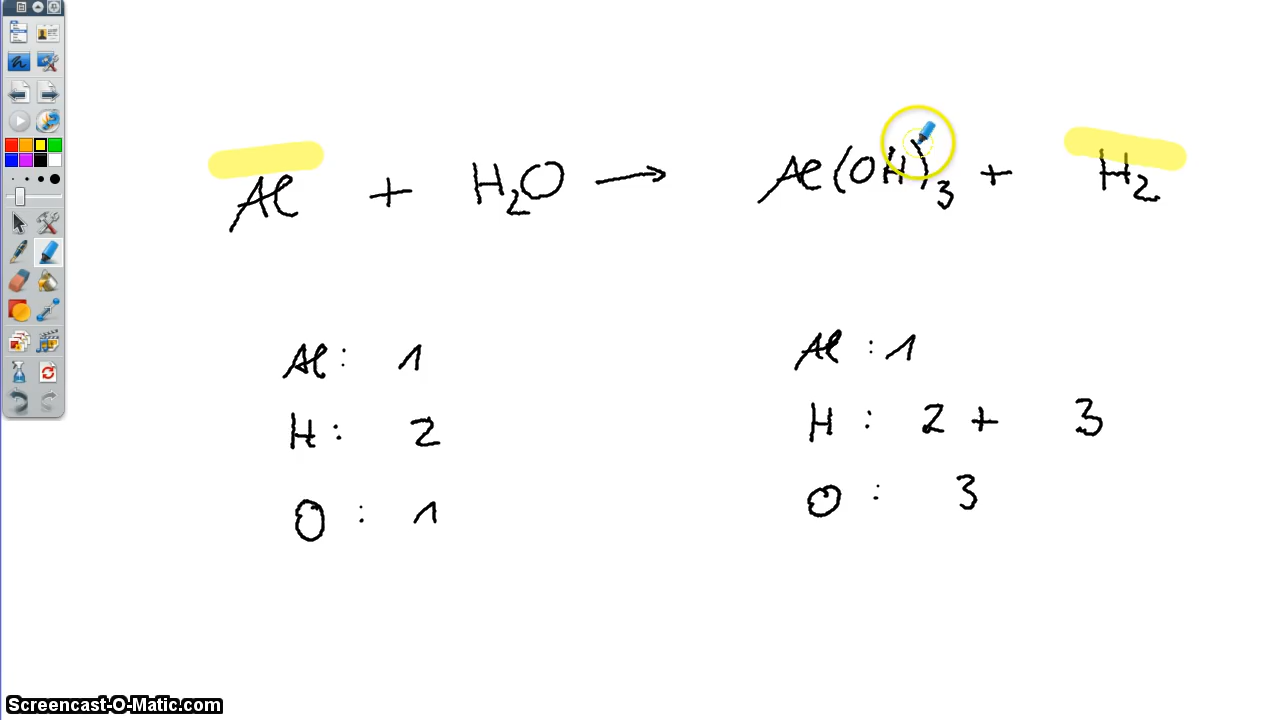 Al + H₂O → Al(OH)₃ + H₂
Al : 1
H : 2
O : 1
Al : 1
H : 2 + 3
O : 3
Screencast-O-Matic.com